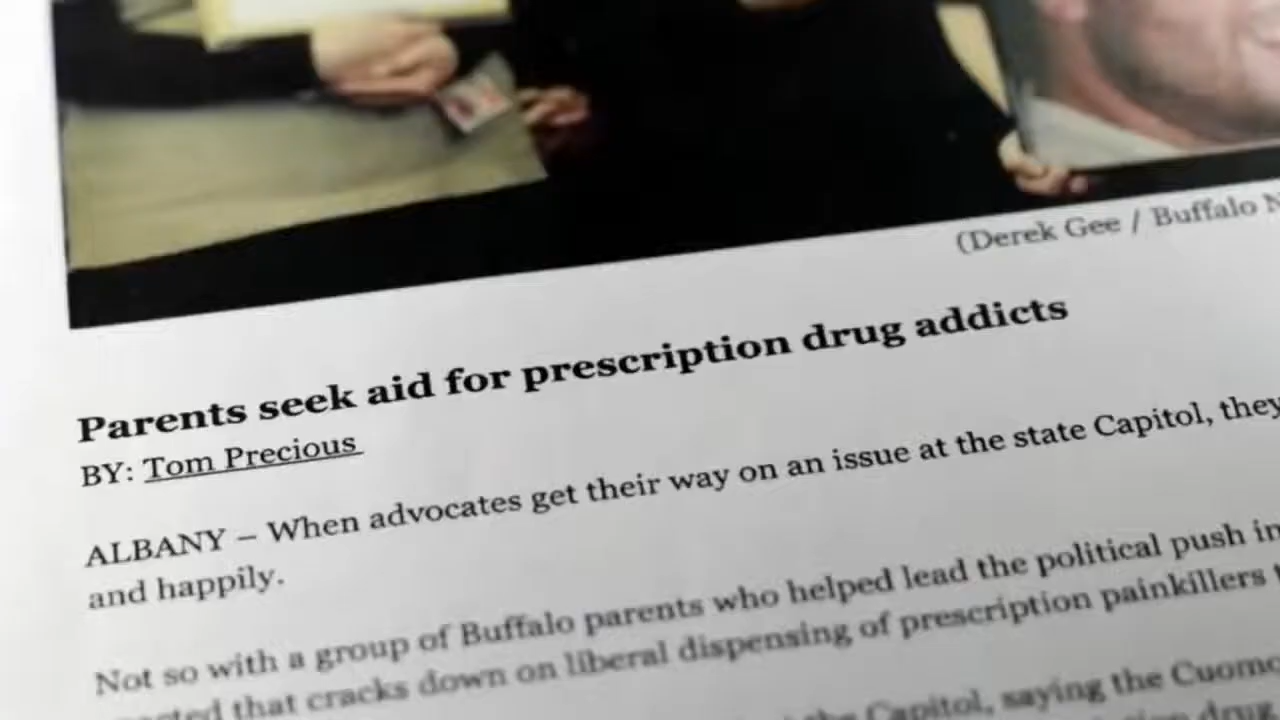 (Derek Gee / Buffalo
Parents seek aid for prescription drug addicts
BY: Tom Precious
ALBANY – When advocates get their way on an issue at the state Capitol, they
and happily.
Not so with a group of Buffalo parents who helped lead the political push in
that cracks down on liberal dispensing of prescription painkillers
the Capitol, saying the Cuomo
drug